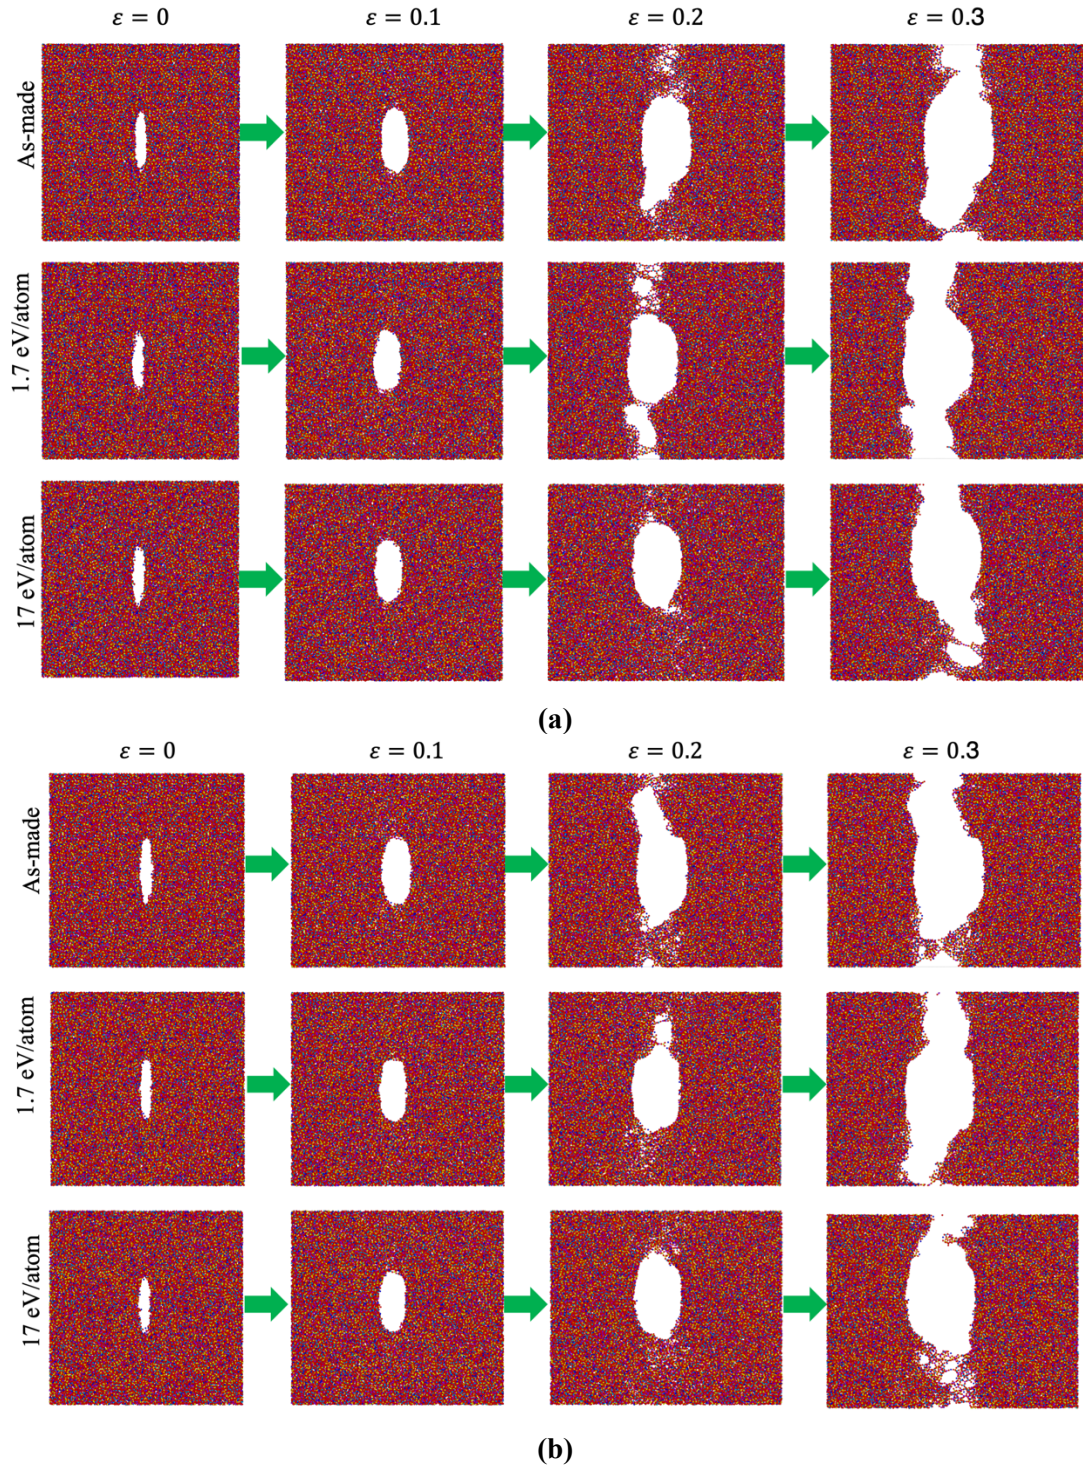 𝜀 = 0 𝜀 = 0.1 𝜀 = 0.2 𝜀 = 0.3
As-made
1.7 eV/atom
17 eV/atom
(a)
𝜀 = 0 𝜀 = 0.1 𝜀 = 0.2 𝜀 = 0.3
As-made
1.7 eV/atom
17 eV/atom
(b)